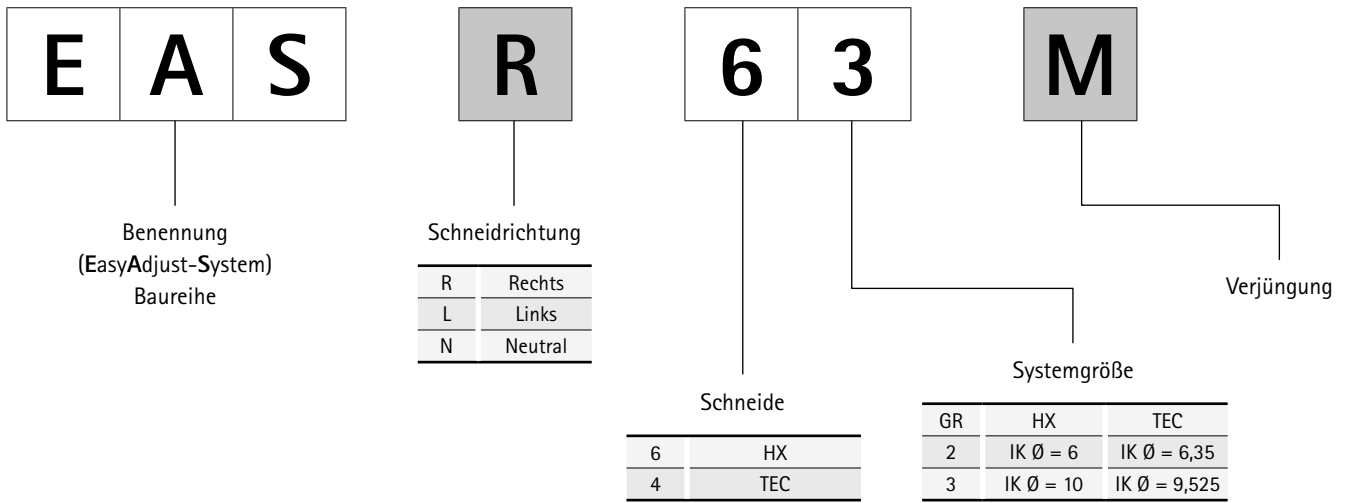 E A S R 6 3 M
Benennung
(EasyAdjust-System)
Baureihe
Schneidrichtung
R Rechts
L Links
N Neutral
Verjüngung
Schneide
6 HX
4 TEC
Systemgröße
GR HX TEC
2 IK Ø = 6 IK Ø = 6,35
3 IK Ø = 10 IK Ø = 9,525